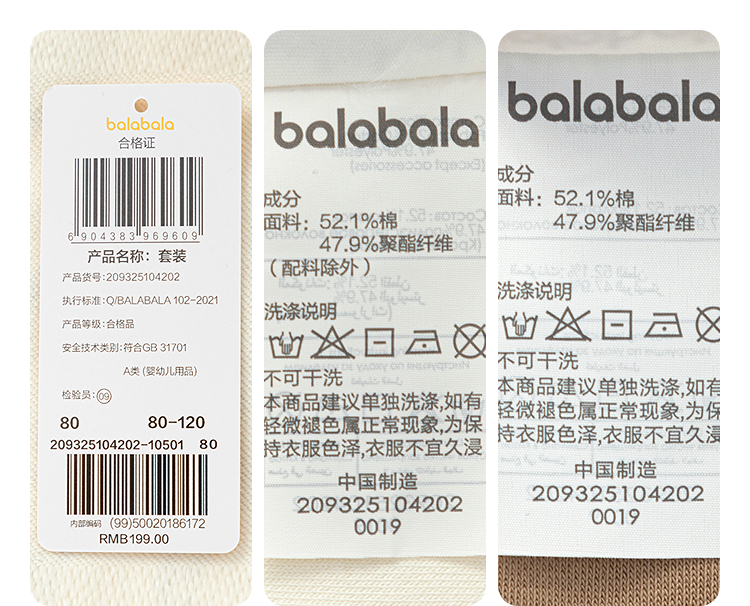 balabala
合格证
6904383969609
产品名称：套装
产品货号：209325104202
执行标准：Q/BALABALA 102-2021
产品等级：合格品
安全技术类别：符合GB 31701
A类 (婴幼儿用品)
检验员：09
80 80-120
209325104202-10501 80
内部编码 (99)50020186172
RMB199.00
balabala
成分
面料： 52.1%棉
47.9%聚酯纤维
（配料除外）
洗涤说明
不可干洗
本商品建议单独洗涤,如有
轻微褪色属正常现象,为保
持衣服色泽,衣服不宜久浸
中国制造
209325104202
0019
balabala
成分
面料： 52.1%棉
47.9%聚酯纤维
洗涤说明
不可干洗
本商品建议单独洗涤,如有
轻微褪色属正常现象,为保
持衣服色泽,衣服不宜久浸
中国制造
209325104202
0019